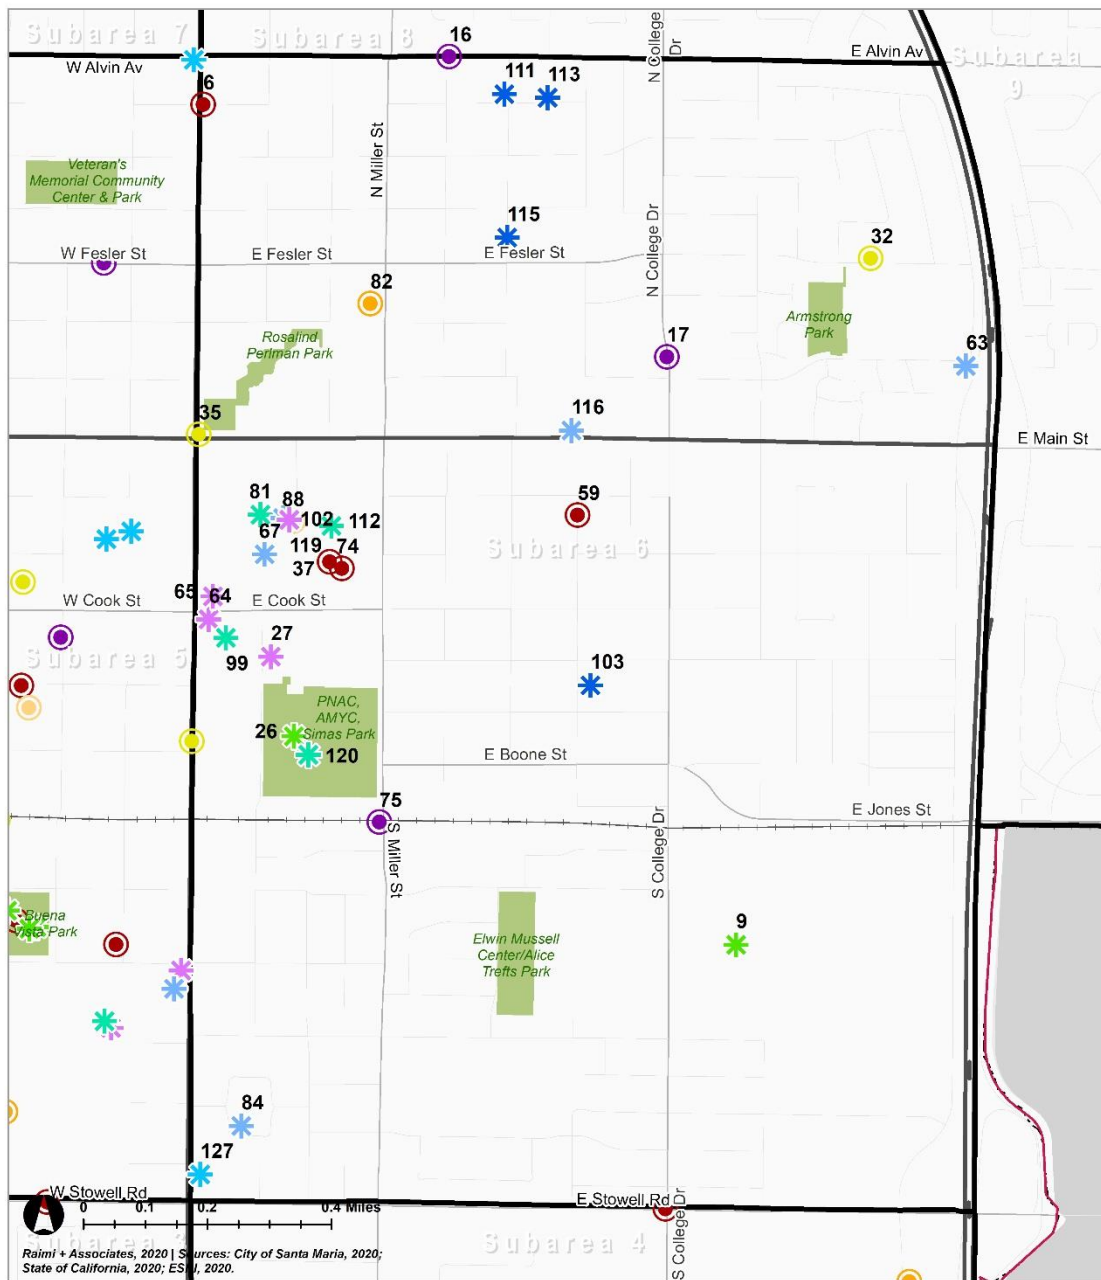 Subarea 7
Subarea 8
16
N College Dr
E Alvin Av
Subarea 9
W Alvin Av
6
111
113
N Miller St
Veteran's
Memorial Community
Center & Park
115
N College Dr
32
W Fesler St
E Fesler St
E Fesler St
82
Armstrong
Park
Rosalind
Perlman Park
17
63
35
116
E Main St
81
88
102
112
59
67
119
74
37
Subarea 6
65
64
W Cook St
E Cook St
27
Subarea 5
99
103
PNAC,
AMYC,
Simas Park
26
120
E Boone St
75
E Jones St
S Miller St
S College Dr
Buena
Vista Park
Elwin Mussell
Center/Alice
Trefts Park
9
84
127
W Stowell Rd
E Stowell Rd
S College Dr
0 0.1 0.2 0.4 Miles
Subarea 3
Subarea 4
Raimi + Associates, 2020 | Sources: City of Santa Maria, 2020;
State of California, 2020; ESRI, 2020.